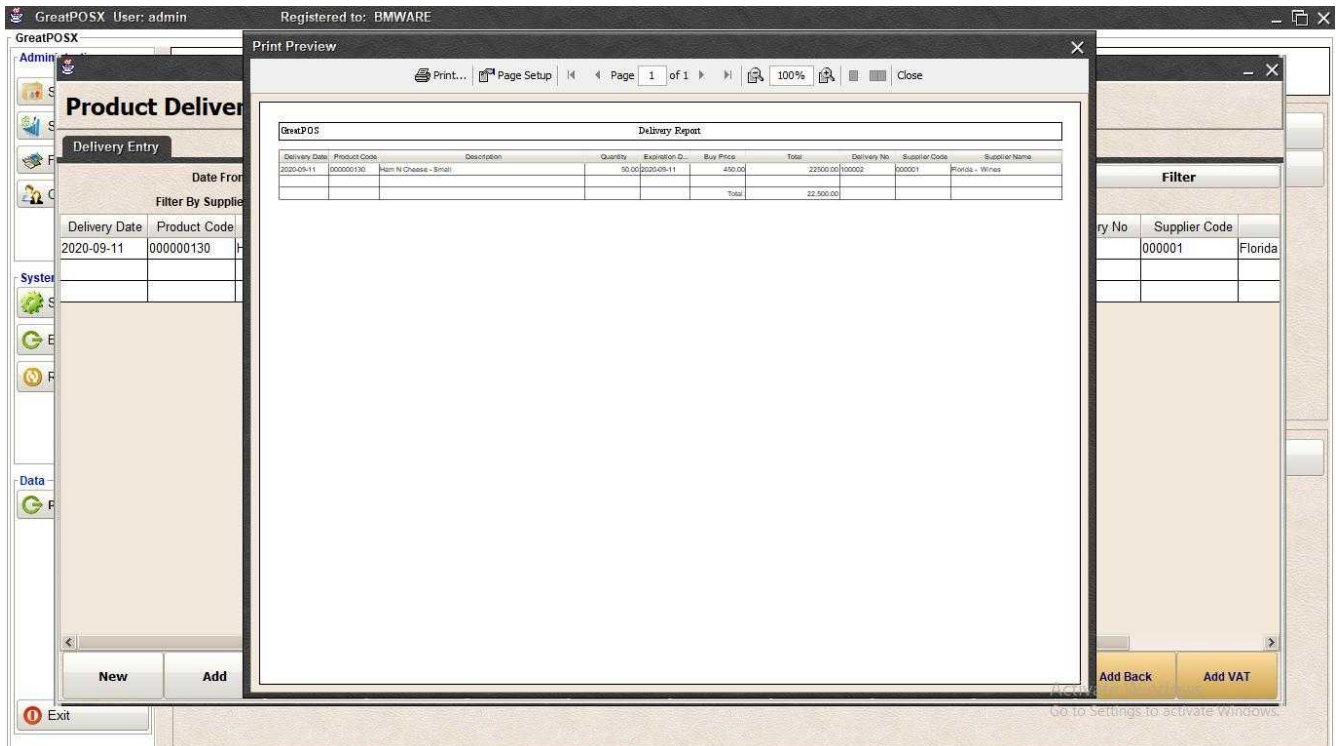 GreatPOSX User: admin Registered to: BMWARE
GreatPOSX
Print Preview
Print... Page Setup Page 1 of 1 100% Close
Product Deliver
Delivery Entry
Date From
Filter By Supplie
Filter
Delivery Date Product Code ry No Supplier Code
2020-09-11 000000130 H 000001 Florida
GreatPOS Delivery Report
Delivery Date Product Code Description Quantity Expiration D... Buy Price Total Delivery No Supplier Code Supplier Name
2020-09-11 000000130 Ham N Cheese - Small 50.00 2020-09-11 450.00 22500.00 100002 000001 Florida - Wines
Total: 22,500.00
Admin
S
S
F
C
System
S
E
R
Data
P
Exit
New Add Add Back Add VAT
Activate Windows
Go to Settings to activate Windows.